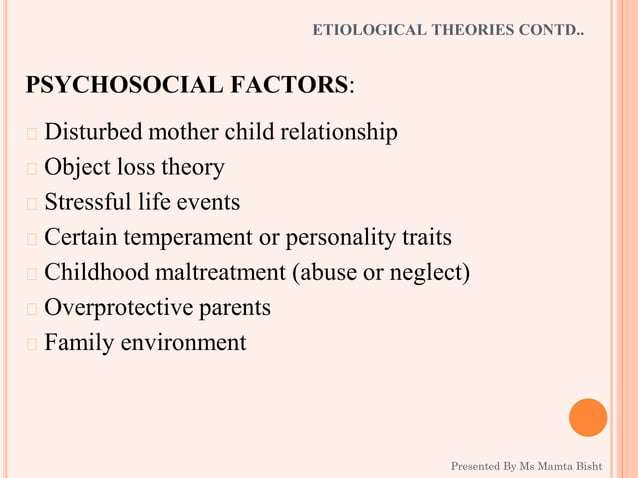 ETIOLOGICAL THEORIES CONTD..
PSYCHOSOCIAL FACTORS:
Disturbed mother child relationship
Object loss theory
Stressful life events
Certain temperament or personality traits
Childhood maltreatment (abuse or neglect)
Overprotective parents
Family environment
Presented By Ms Mamta Bisht